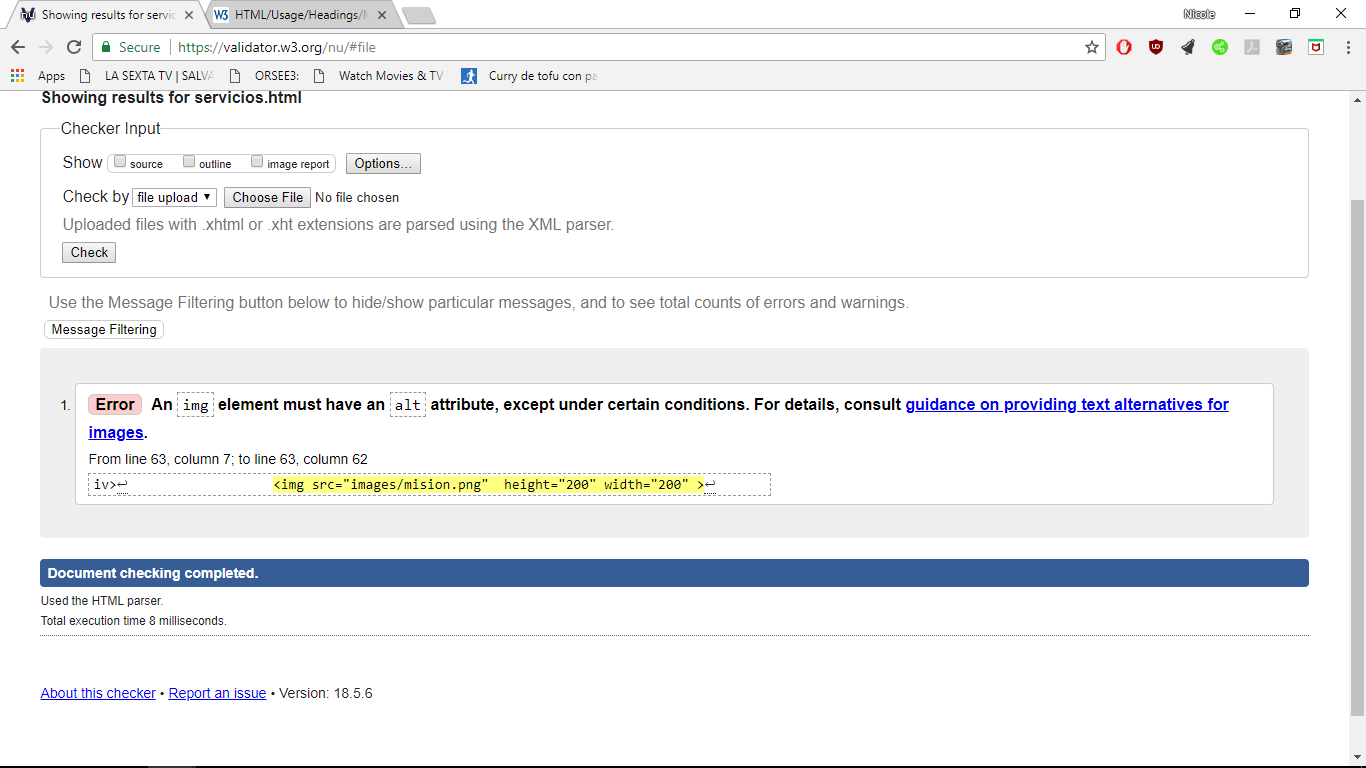 Showing results for servic
HTML/Usage/Headings/
Nicole
Secure
https://validator.w3.org/nu/#file
Apps
LA SEXTA TV | SALVA
ORSEE3:
Watch Movies & TV
Curry de tofu con pa
Showing results for servicios.html
Checker Input
Show source outline image report Options...
Check by file upload Choose File No file chosen
Uploaded files with .xhtml or .xht extensions are parsed using the XML parser.
Check
Use the Message Filtering button below to hide/show particular messages, and to see total counts of errors and warnings.
Message Filtering
1. Error An img element must have an alt attribute, except under certain conditions. For details, consult guidance on providing text alternatives for
images.
From line 63, column 7; to line 63, column 62
iv>↩ <img src="images/mision.png"  height="200" width="200" >↩
Document checking completed.
Used the HTML parser.
Total execution time 8 milliseconds.
About this checker • Report an issue • Version: 18.5.6